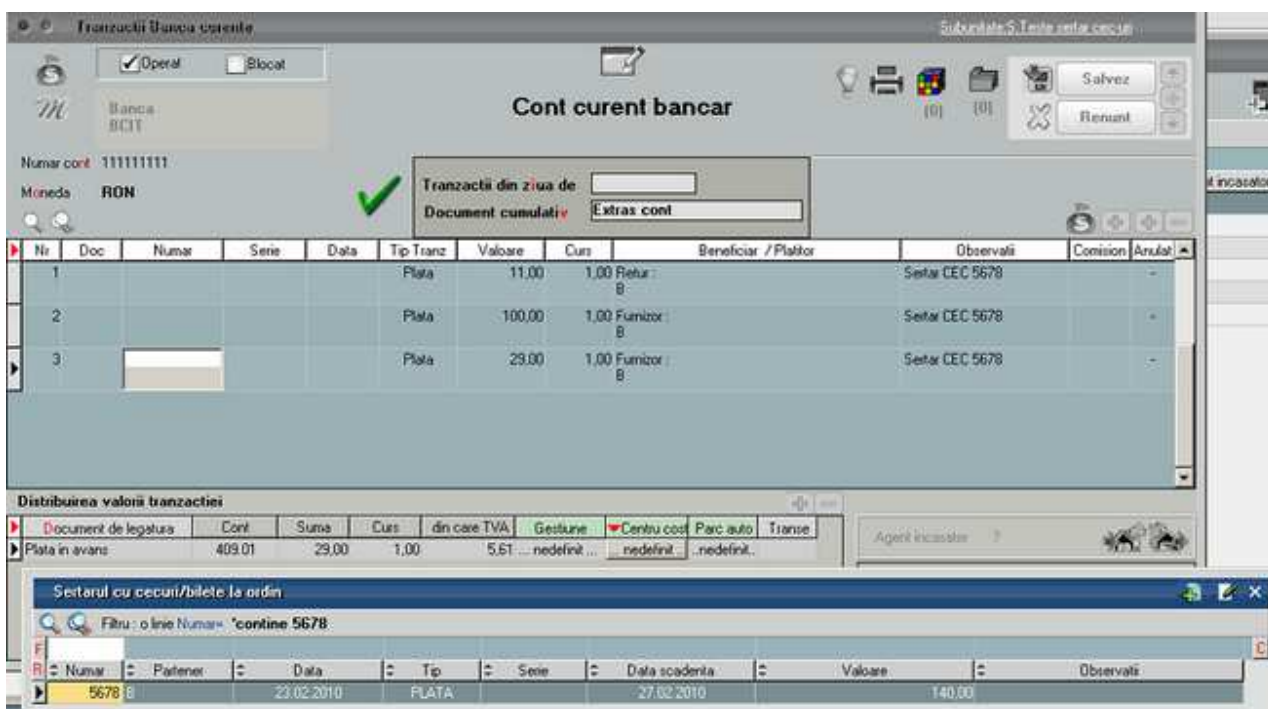 Tranzactii Banca curente
Subunitate S.Teste sertar cec-uri
Operat Blocat
Banca
BCIT
Cont curent bancar
[0] [0]
Salvez
Renunt
Numar cont 111111111
Moneda RON
Tranzactii din ziua de
Document cumulativ Extras cont
t incasator
Nr Doc Numar Serie Data Tip Tranz Valoare Curs Beneficiar / Platitor Observatii Comision Anulat
1 Plata 11,00 1,00 Retur : Sertar CEC 5678 -
B
2 Plata 100,00 1,00 Furnizor : Sertar CEC 5678 -
B
3 Plata 29,00 1,00 Furnizor : Sertar CEC 5678 -
B
Distribuirea valorii tranzactiei
Document de legatura Cont Suma Curs din care TVA Gestiune Centru cost Parc auto Transe
Plata in avans 409.01 29,00 1,00 5,61 ... nedefinit ... ... nedefinit .. ..nedefinit..
Agent incasator ?
Sertarul cu cecuri/bilete la ordin
Filtru : o linie Numar= *contine 5678
F
C
R Numar Partener Data Tip Serie Data scadenta Valoare Observatii
5678 B 23.02.2010 PLATA 27.02.2010 140,00